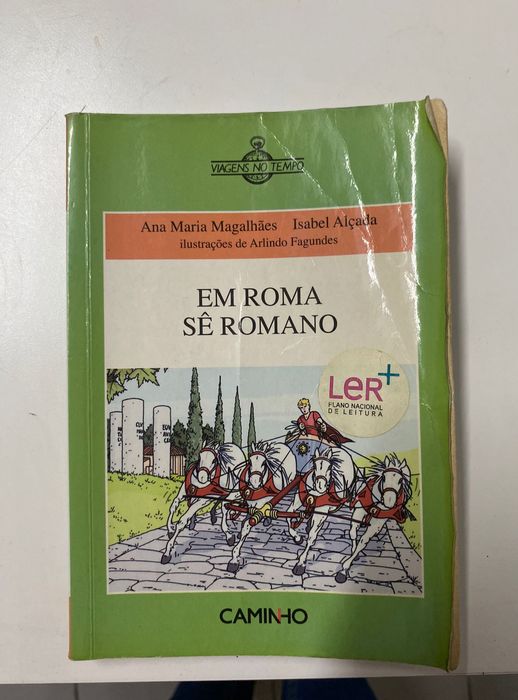 VIAGENS NO TEMPO
Ana Maria Magalhães Isabel Alçada
ilustrações de Arlindo Fagundes
EM ROMA
SÊ ROMANO
LeR+
PLANO NACIONAL
DE LEITURA
CAMINHO